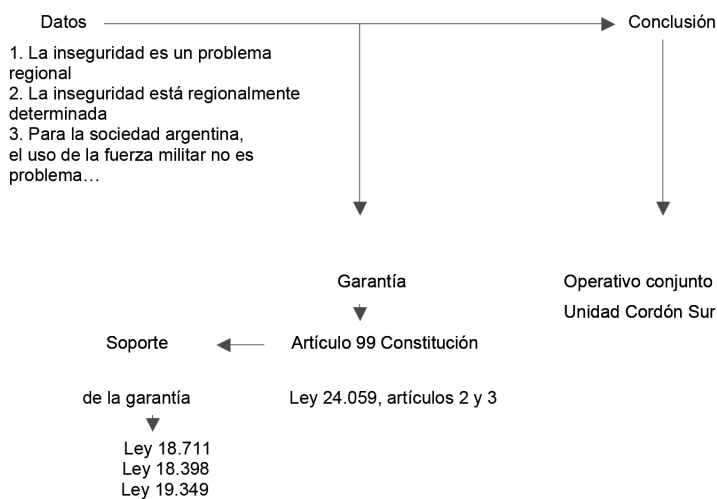 Datos
Conclusión
1. La inseguridad es un problema
regional
2. La inseguridad está regionalmente
determinada
3. Para la sociedad argentina,
el uso de la fuerza militar no es
problema…
Garantía
Operativo conjunto
Unidad Cordón Sur
Soporte
Artículo 99 Constitución
de la garantía
Ley 24.059, artículos 2 y 3
Ley 18.711
Ley 18.398
Ley 19.349